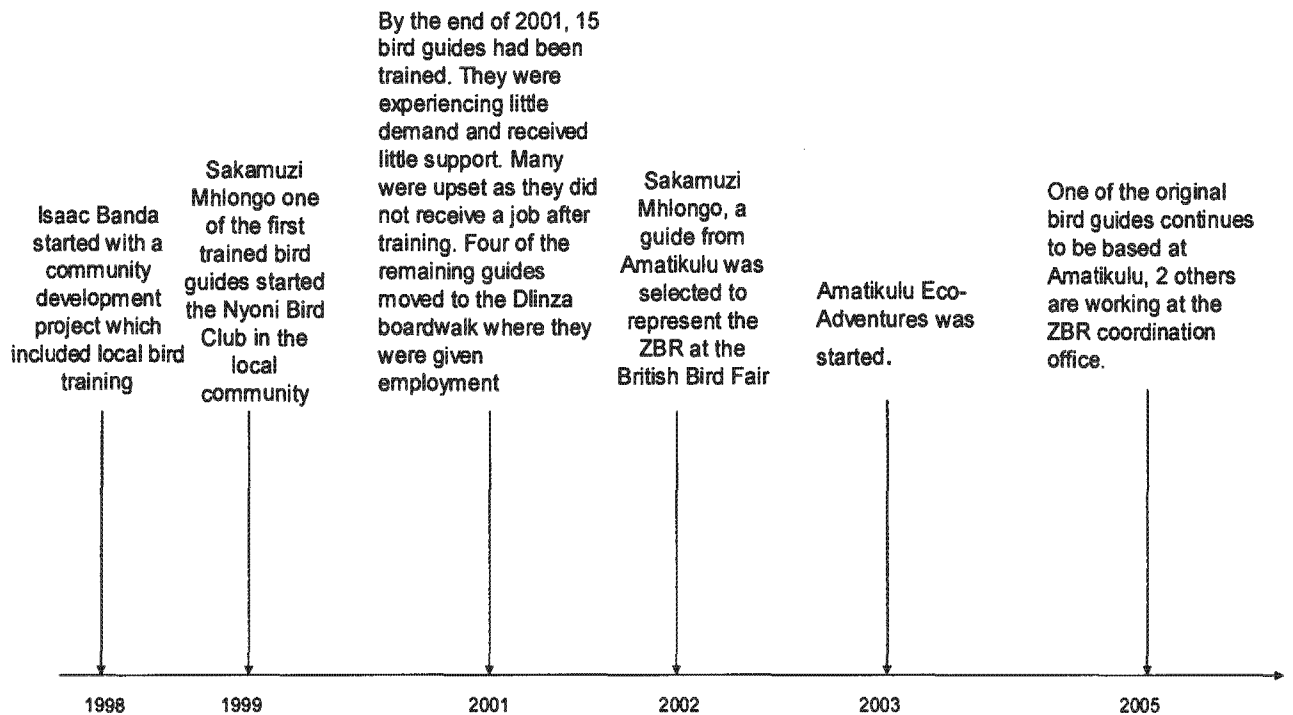 Isaac Banda
started with a
community
development
project which
included local bird
training
Sakamuzi
Mhlongo one
of the first
trained bird
guides started
the Nyoni Bird
Club in the
local
community
By the end of 2001, 15
bird guides had been
trained. They were
experiencing little
demand and received
little support. Many
were upset as they did
not receive a job after
training. Four of the
remaining guides
moved to the Dlinza
boardwalk where they
were given
employment
Sakamuzi
Mhlongo, a
guide from
Amatikulu was
selected to
represent the
ZBR at the
British Bird Fair
Amatikulu Eco-
Adventures was
started.
One of the original
bird guides continues
to be based at
Amatikulu, 2 others
are working at the
ZBR coordination
office.
1998 1999 2001 2002 2003 2005